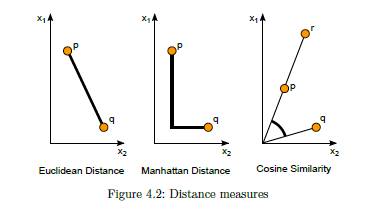 x1 p q x2
x1 p q x2
x1 r p q x2
Euclidean Distance
Manhattan Distance
Cosine Similarity
Figure 4.2: Distance measures